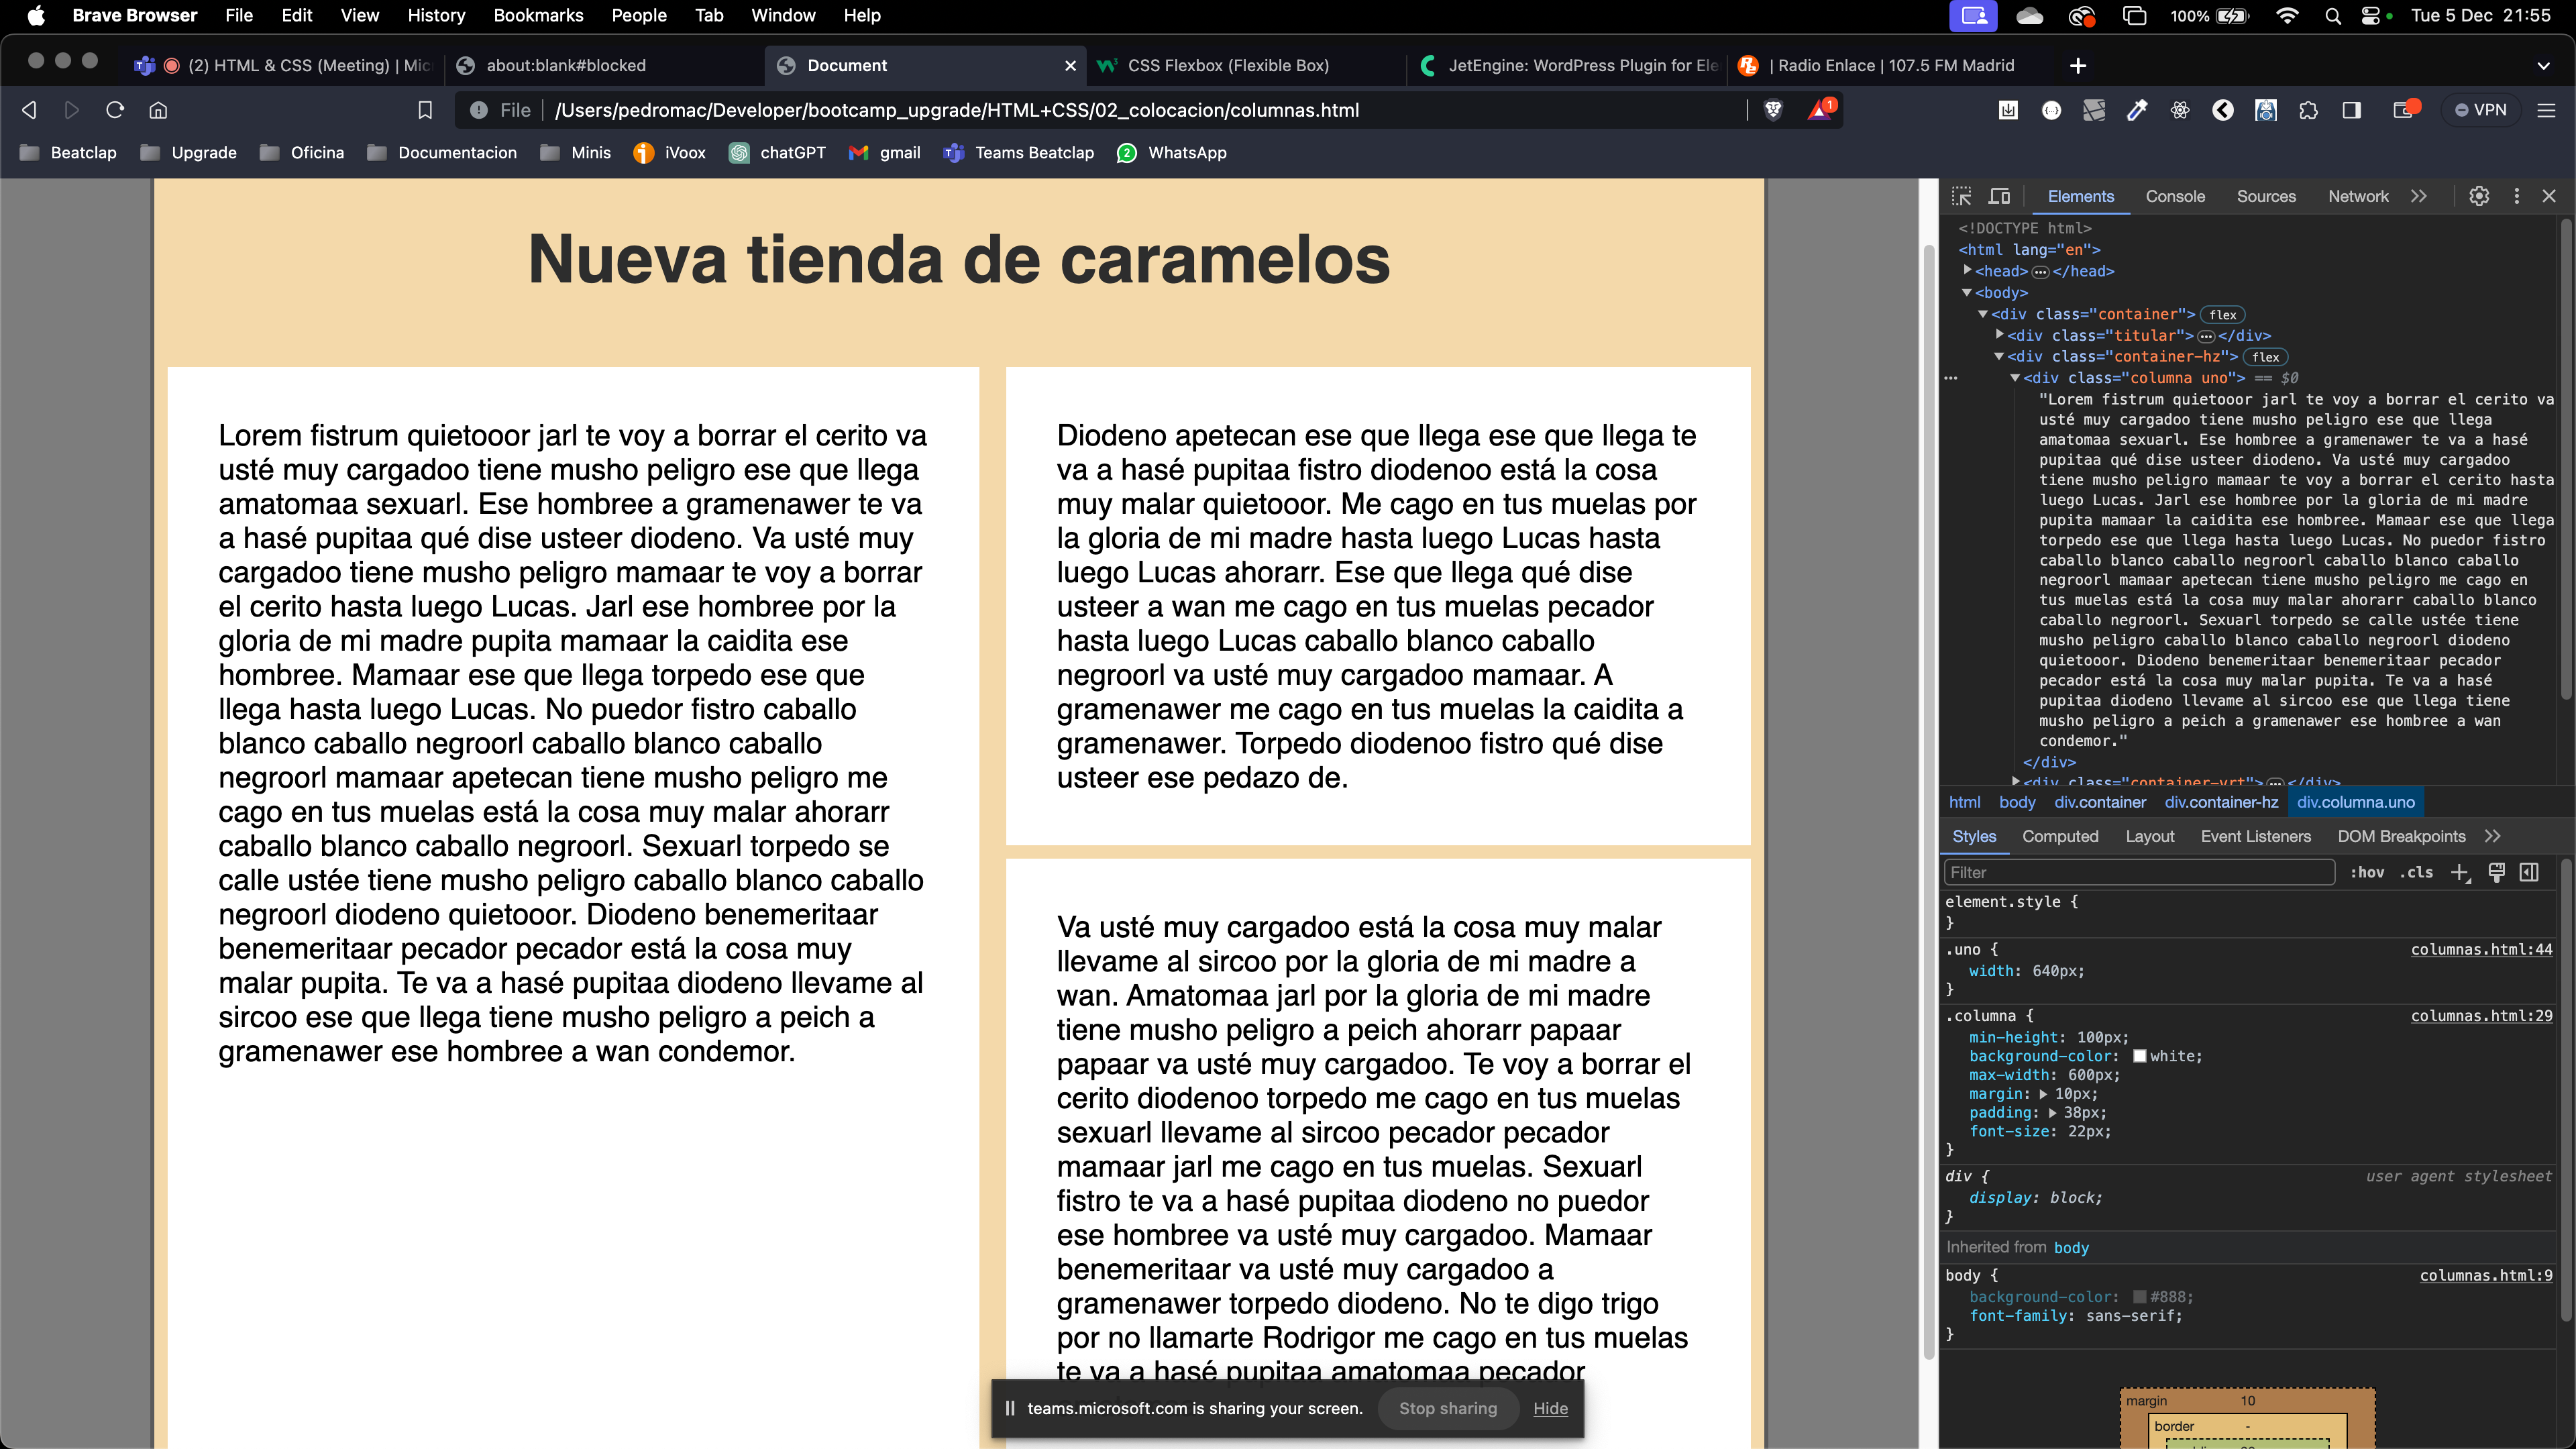 Brave Browser File Edit View History Bookmarks People Tab Window Help 100% Tue 5 Dec 21:55
(2) HTML & CSS (Meeting) | Mic about:blank#blocked Document CSS Flexbox (Flexible Box) JetEngine: WordPress Plugin for Ele | Radio Enlace | 107.5 FM Madrid
File /Users/pedromac/Developer/bootcamp_upgrade/HTML+CSS/02_colocacion/columnas.html 1 VPN
Beatclap Upgrade Oficina Documentacion Minis iVoox chatGPT gmail Teams Beatclap 2 WhatsApp
Nueva tienda de caramelos
Lorem fistrum quietooor jarl te voy a borrar el cerito va
usté muy cargadoo tiene musho peligro ese que llega
amatomaa sexuarl. Ese hombree a gramenawer te va
a hasé pupitaa qué dise usteer diodeno. Va usté muy
cargadoo tiene musho peligro mamaar te voy a borrar
el cerito hasta luego Lucas. Jarl ese hombree por la
gloria de mi madre pupita mamaar la caidita ese
hombree. Mamaar ese que llega torpedo ese que
llega hasta luego Lucas. No puedor fistro caballo
blanco caballo negroorl caballo blanco caballo
negroorl mamaar apetecan tiene musho peligro me
cago en tus muelas está la cosa muy malar ahorarr
caballo blanco caballo negroorl. Sexuarl torpedo se
calle ustée tiene musho peligro caballo blanco caballo
negroorl diodeno quietooor. Diodeno benemeritaar
benemeritaar pecador pecador está la cosa muy
malar pupita. Te va a hasé pupitaa diodeno llevame al
sircoo ese que llega tiene musho peligro a peich a
gramenawer ese hombree a wan condemor.
Diodeno apetecan ese que llega ese que llega te
va a hasé pupitaa fistro diodenoo está la cosa
muy malar quietooor. Me cago en tus muelas por
la gloria de mi madre hasta luego Lucas hasta
luego Lucas ahorarr. Ese que llega qué dise
usteer a wan me cago en tus muelas pecador
hasta luego Lucas caballo blanco caballo
negroorl va usté muy cargadoo mamaar. A
gramenawer me cago en tus muelas la caidita a
gramenawer. Torpedo diodenoo fistro qué dise
usteer ese pedazo de.
Va usté muy cargadoo está la cosa muy malar
llevame al sircoo por la gloria de mi madre a
wan. Amatomaa jarl por la gloria de mi madre
tiene musho peligro a peich ahorarr papaar
papaar va usté muy cargadoo. Te voy a borrar el
cerito diodenoo torpedo me cago en tus muelas
sexuarl llevame al sircoo pecador pecador
mamaar jarl me cago en tus muelas. Sexuarl
fistro te va a hasé pupitaa diodeno no puedor
ese hombree va usté muy cargadoo. Mamaar
benemeritaar va usté muy cargadoo a
gramenawer torpedo diodeno. No te digo trigo
por no llamarte Rodrigor me cago en tus muelas
te va a hasé pupitaa amatomaa pecador
teams.microsoft.com is sharing your screen. Stop sharing Hide
Elements Console Sources Network
<!DOCTYPE html>
<html lang="en">
<head></head>
<body>
<div class="container"> flex
<div class="titular"></div>
<div class="container-hz"> flex
<div class="columna uno"> == $0
"Lorem fistrum quietooor jarl te voy a borrar el cerito va
usté muy cargadoo tiene musho peligro ese que llega
amatomaa sexuarl. Ese hombree a gramenawer te va a hasé
pupitaa qué dise usteer diodeno. Va usté muy cargadoo
tiene musho peligro mamaar te voy a borrar el cerito hasta
luego Lucas. Jarl ese hombree por la gloria de mi madre
pupita mamaar la caidita ese hombree. Mamaar ese que llega
torpedo ese que llega hasta luego Lucas. No puedor fistro
caballo blanco caballo negroorl caballo blanco caballo
negroorl mamaar apetecan tiene musho peligro me cago en
tus muelas está la cosa muy malar ahorarr caballo blanco
caballo negroorl. Sexuarl torpedo se calle ustée tiene
musho peligro caballo blanco caballo negroorl diodeno
quietooor. Diodeno benemeritaar benemeritaar pecador
pecador está la cosa muy malar pupita. Te va a hasé
pupitaa diodeno llevame al sircoo ese que llega tiene
musho peligro a peich a gramenawer ese hombree a wan
condemor."
</div>
<div class="container-vrt"></div>
html body div.container div.container-hz div.columna.uno
Styles Computed Layout Event Listeners DOM Breakpoints
Filter :hov .cls
element.style {
}
.uno { columnas.html:44
width: 640px;
}
.columna { columnas.html:29
min-height: 100px;
background-color: white;
max-width: 600px;
margin: 10px;
padding: 38px;
font-size: 22px;
}
div { user agent stylesheet
display: block;
}
Inherited from body
body { columnas.html:9
background-color: #888;
font-family: sans-serif;
}
margin 10
border -